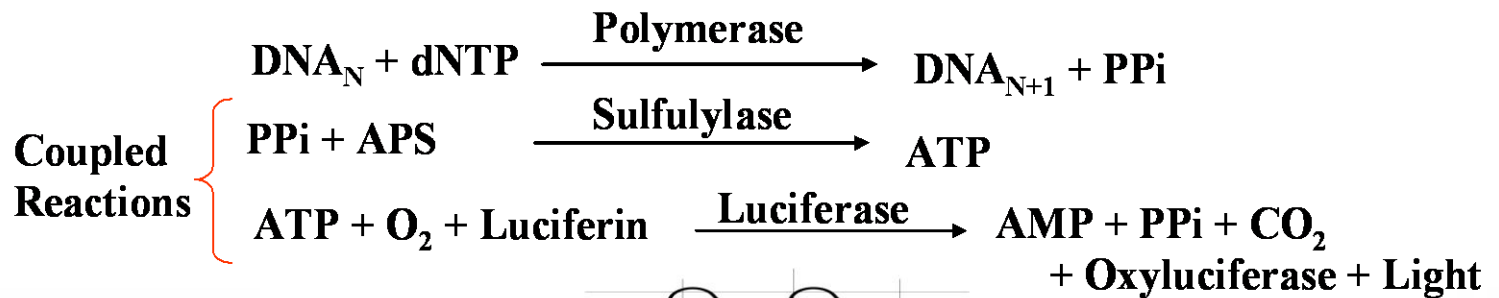 Polymerase
DNA_N + dNTP → DNA_N+1 + PPi
Sulfulylase
PPi + APS → ATP
Coupled
Reactions
Luciferase
ATP + O₂ + Luciferin → AMP + PPi + CO₂
+ Oxyluciferase + Light